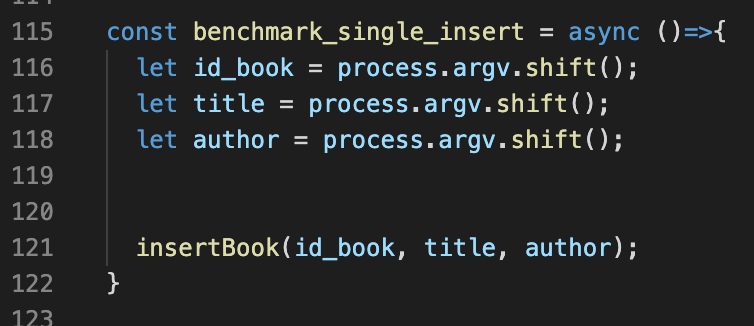 115 const benchmark_single_insert = async ()=>{
116 let id_book = process.argv.shift();
117 let title = process.argv.shift();
118 let author = process.argv.shift();
119
120
121 insertBook(id_book, title, author);
122 }
123